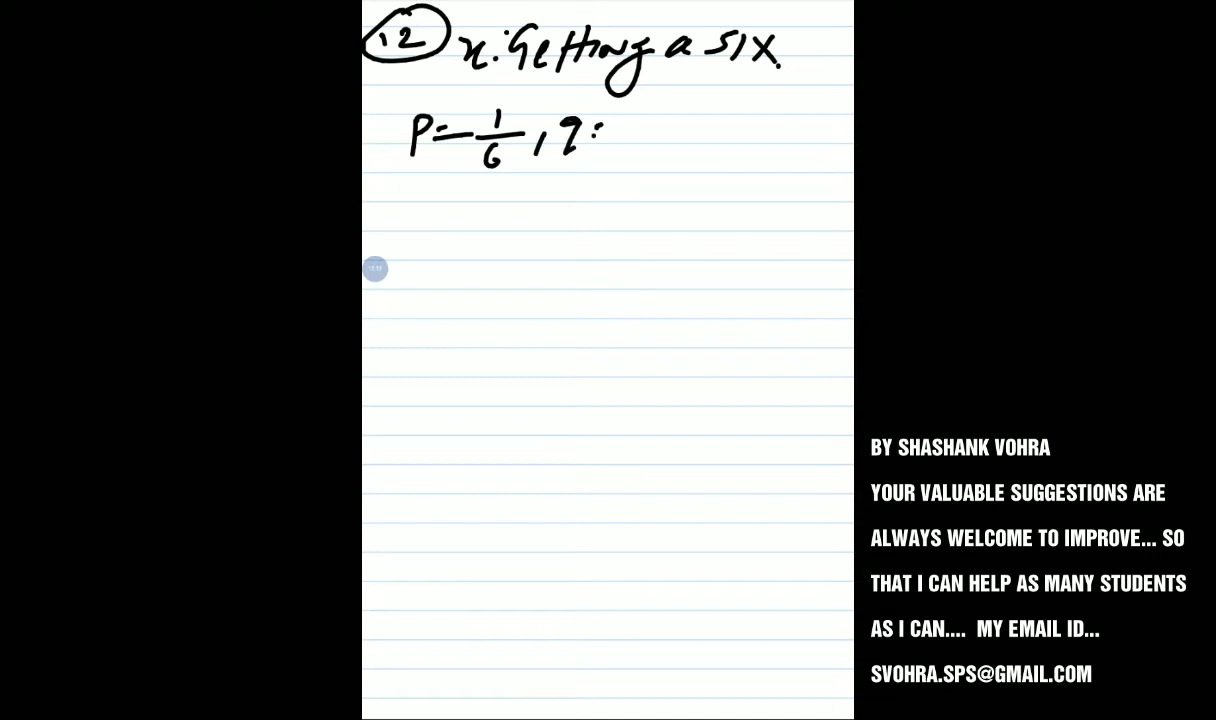 12 x: Getting a six.
P = 1/6, q =
BY SHASHANK VOHRA
YOUR VALUABLE SUGGESTIONS ARE
ALWAYS WELCOME TO IMPROVE... SO
THAT I CAN HELP AS MANY STUDENTS
AS I CAN.... MY EMAIL ID...
SVOHRA.SPS@GMAIL.COM